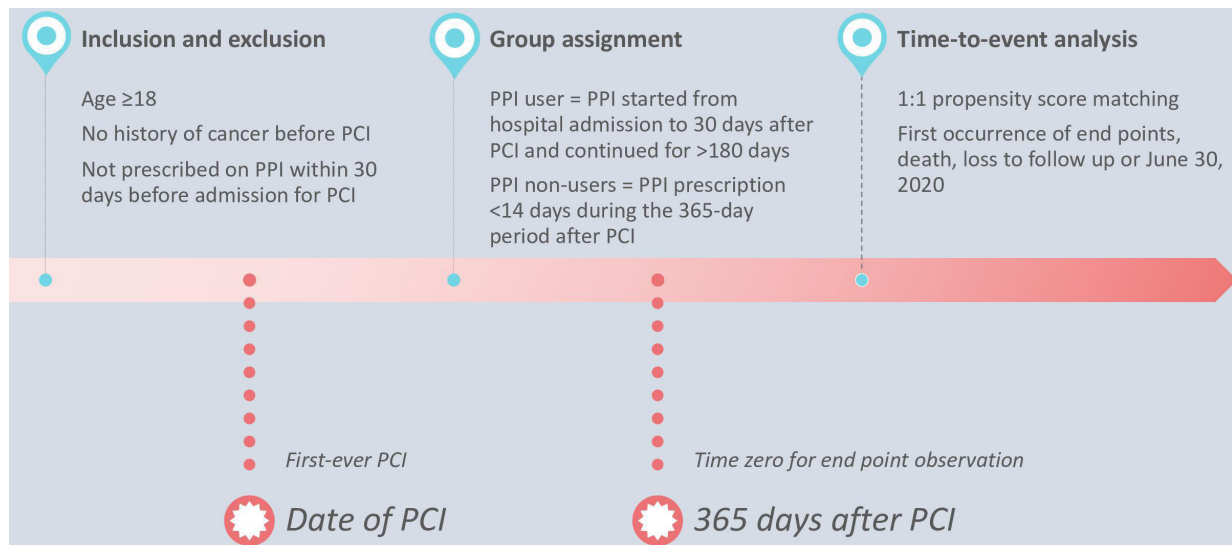 Inclusion and exclusion
Age ≥18
No history of cancer before PCI
Not prescribed on PPI within 30
days before admission for PCI
Group assignment
PPI user = PPI started from
hospital admission to 30 days after
PCI and continued for >180 days
PPI non-users = PPI prescription
<14 days during the 365-day
period after PCI
Time-to-event analysis
1:1 propensity score matching
First occurrence of end points,
death, loss to follow up or June 30,
2020
First-ever PCI
Date of PCI
Time zero for end point observation
365 days after PCI